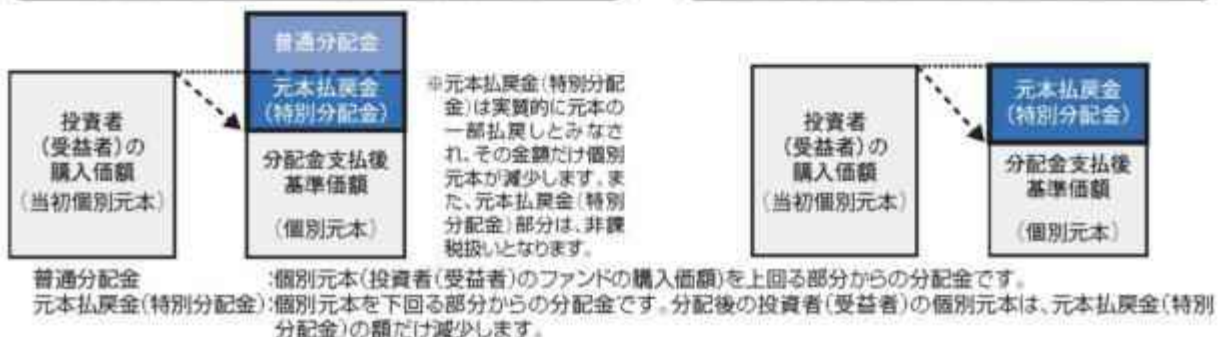 普通分配金
元本払戻金
(特別分配金)
投資者
(受益者)の
購入価額
(当初個別元本)
分配金支払後
基準価額
(個別元本)
※元本払戻金(特別分配
金)は実質的に元本の
一部払戻しとみなさ
れ、その金額だけ個別
元本が減少します。ま
た、元本払戻金(特別
分配金)部分は、非課
税扱いとなります。
投資者
(受益者)の
購入価額
(当初個別元本)
元本払戻金
(特別分配金)
分配金支払後
基準価額
(個別元本)
普通分配金 :個別元本(投資者(受益者)のファンドの購入価額)を上回る部分からの分配金です。
元本払戻金(特別分配金):個別元本を下回る部分からの分配金です。分配後の投資者(受益者)の個別元本は、元本払戻金(特別
分配金)の額だけ減少します。